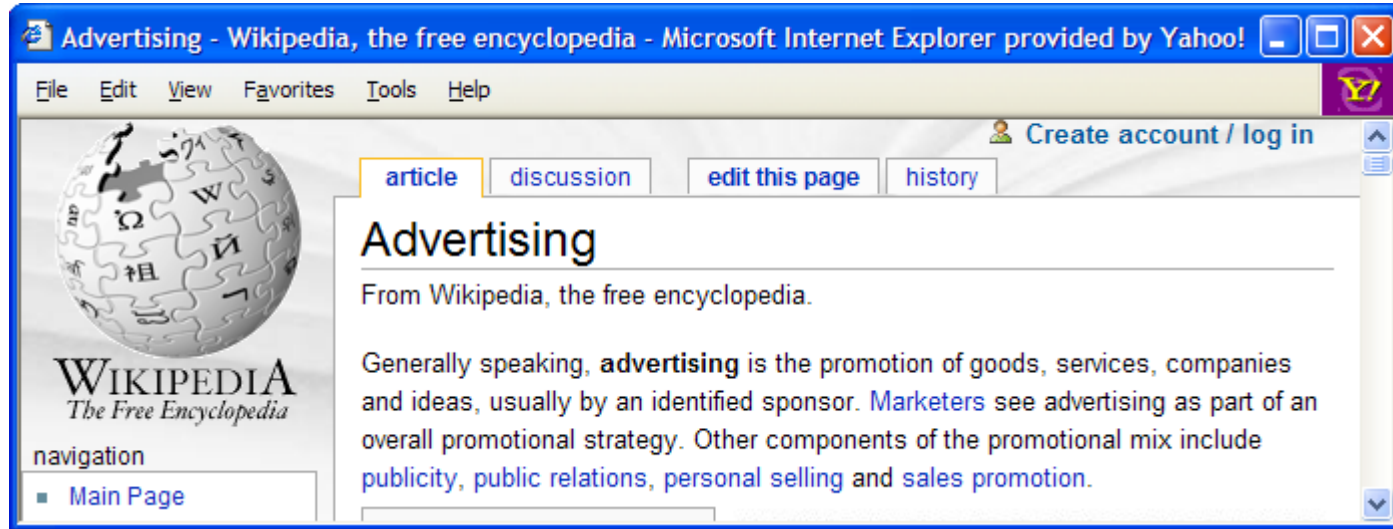 Advertising - Wikipedia, the free encyclopedia - Microsoft Internet Explorer provided by Yahoo!
File Edit View Favorites Tools Help
Y!
Create account / log in
article discussion edit this page history
Advertising
From Wikipedia, the free encyclopedia.
Generally speaking, advertising is the promotion of goods, services, companies
and ideas, usually by an identified sponsor. Marketers see advertising as part of an
overall promotional strategy. Other components of the promotional mix include
publicity, public relations, personal selling and sales promotion.
Ω W И
祖
WIKIPEDIA
The Free Encyclopedia
navigation
Main Page